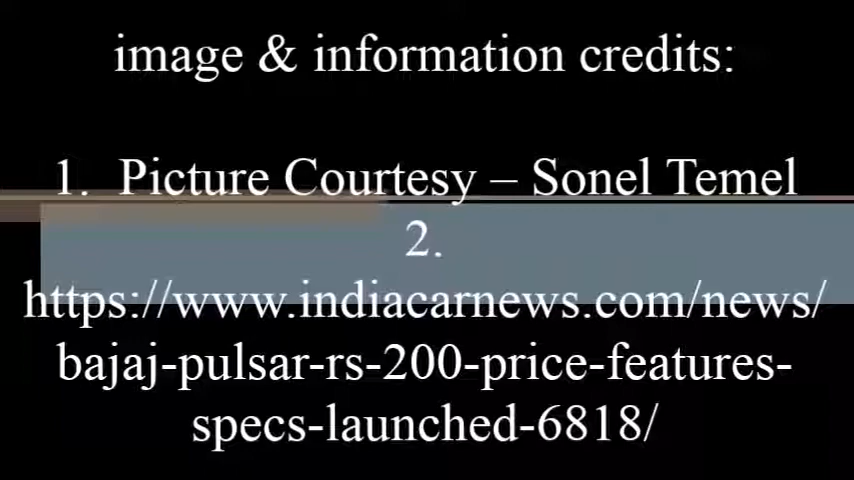 image & information credits:
1. Picture Courtesy – Sonel Temel
2.
https://www.indiacarnews.com/news/
bajaj-pulsar-rs-200-price-features-
specs-launched-6818/